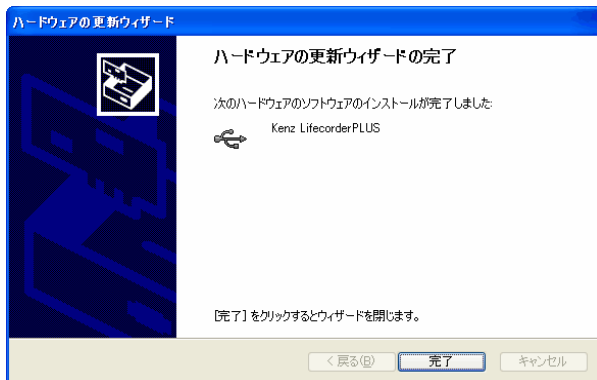 ハードウェアの更新ウィザード
ハードウェアの更新ウィザードの完了
次のハードウェアのソフトウェアのインストールが完了しました:
Kenz LifecorderPLUS
[完了] をクリックするとウィザードを閉じます。
< 戻る(B)
完了
キャンセル